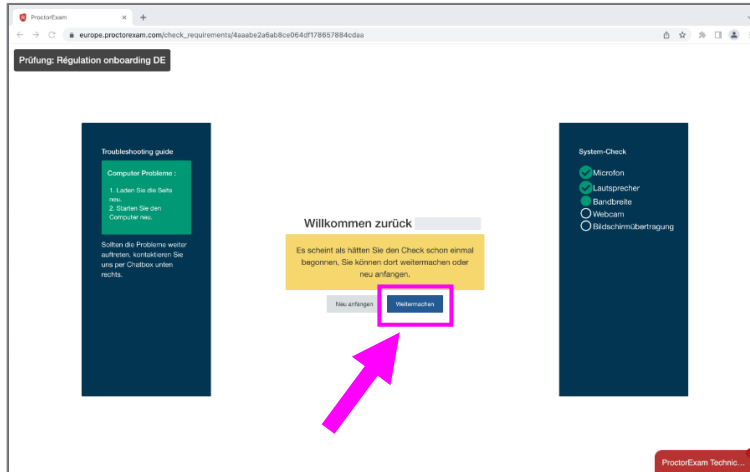 ProctorExam
europe.proctorexam.com/check_requirements/4aaabe2a6ab8ce064df178657884cdaa
Prüfung: Régulation onboarding DE
Troubleshooting guide
Computer Probleme :
1. Laden Sie die Seite
neu.
2. Starten Sie den
Computer neu.
Sollten die Probleme weiter
auftreten, kontaktieren Sie
uns per Chatbox unten
rechts.
Willkommen zurück
Es scheint als hätten Sie den Check schon einmal
begonnen, Sie können dort weitermachen oder
neu anfangen.
Neu anfangen
Weitermachen
System-Check
Microfon
Lautsprecher
Bandbreite
Webcam
Bildschirmübertragung
ProctorExam Technic...